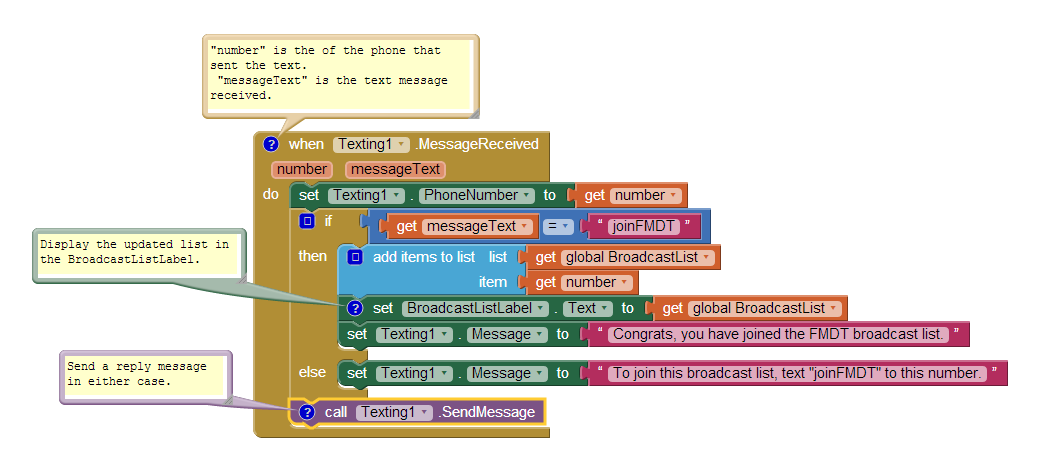 "number" is the of the phone that
sent the text.
"messageText" is the text message
received.
? when Texting1 .MessageReceived
number messageText
do set Texting1 . PhoneNumber to get number
if get messageText = “ joinFMDT ”
Display the updated list in
the BroadcastListLabel.
then add items to list list get global BroadcastList
item get number
? set BroadcastListLabel . Text to get global BroadcastList
set Texting1 . Message to “ Congrats, you have joined the FMDT broadcast list. ”
Send a reply message
in either case.
else set Texting1 . Message to “ To join this broadcast list, text "joinFMDT" to this number. ”
? call Texting1 .SendMessage